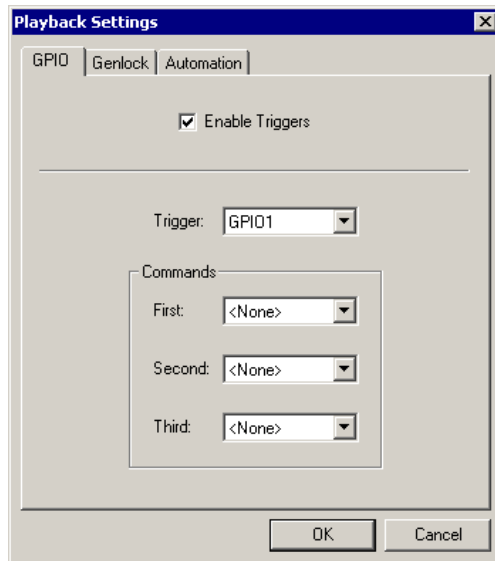 Playback Settings
GPIO Genlock Automation
Enable Triggers
Trigger: GPIO1
Commands
First: <None>
Second: <None>
Third: <None>
OK Cancel